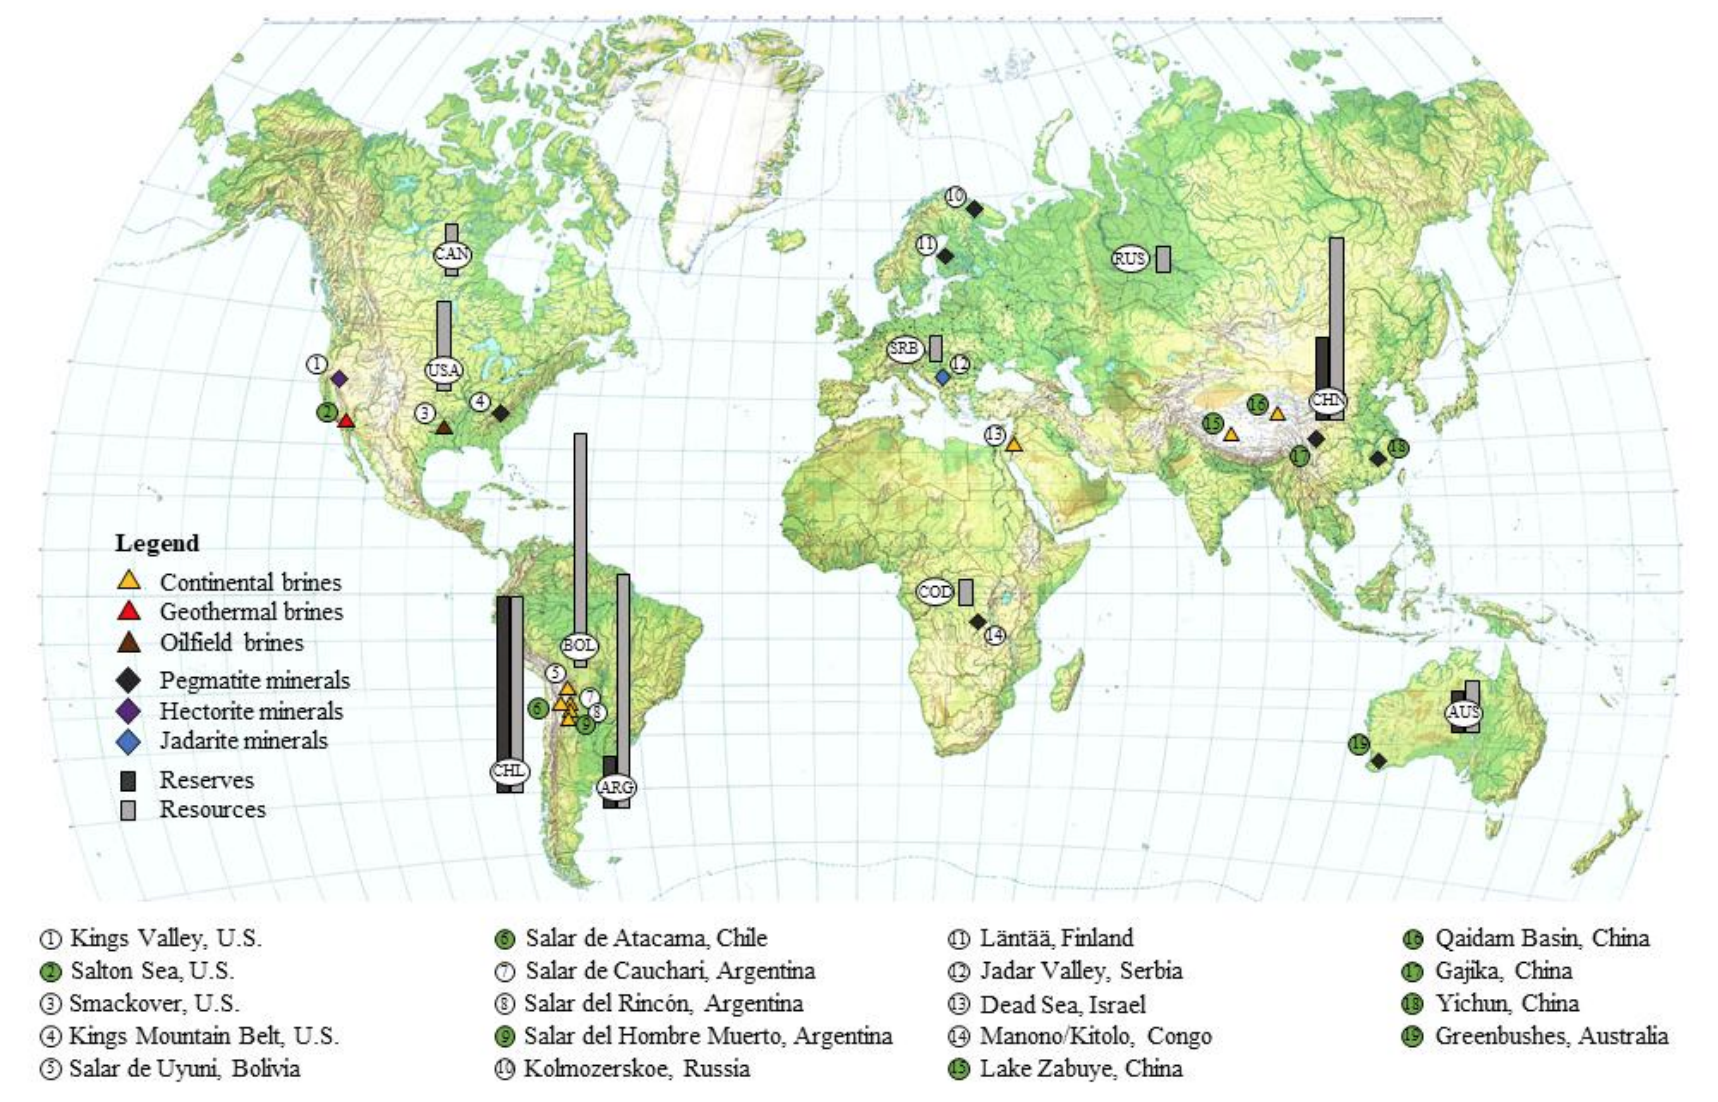 10
CAN
11
RUS
SRB
12
USA
1
CHN
2
3
4
16
15
13
18
17
Legend
Continental brines
Geothermal brines
Oilfield brines
Pegmatite minerals
Hectorite minerals
Jadarite minerals
Reserves
Resources
COD
14
BOL
5
7
6
8
9
CHL
ARG
AUS
19
1 Kings Valley, U.S.
2 Salton Sea, U.S.
3 Smackover, U.S.
4 Kings Mountain Belt, U.S.
5 Salar de Uyuni, Bolivia
6 Salar de Atacama, Chile
7 Salar de Cauchari, Argentina
8 Salar del Rincón, Argentina
9 Salar del Hombre Muerto, Argentina
10 Kolmozerskoe, Russia
11 Läntää, Finland
12 Jadar Valley, Serbia
13 Dead Sea, Israel
14 Manono/Kitolo, Congo
15 Lake Zabuye, China
16 Qaidam Basin, China
17 Gajika, China
18 Yichun, China
19 Greenbushes, Australia